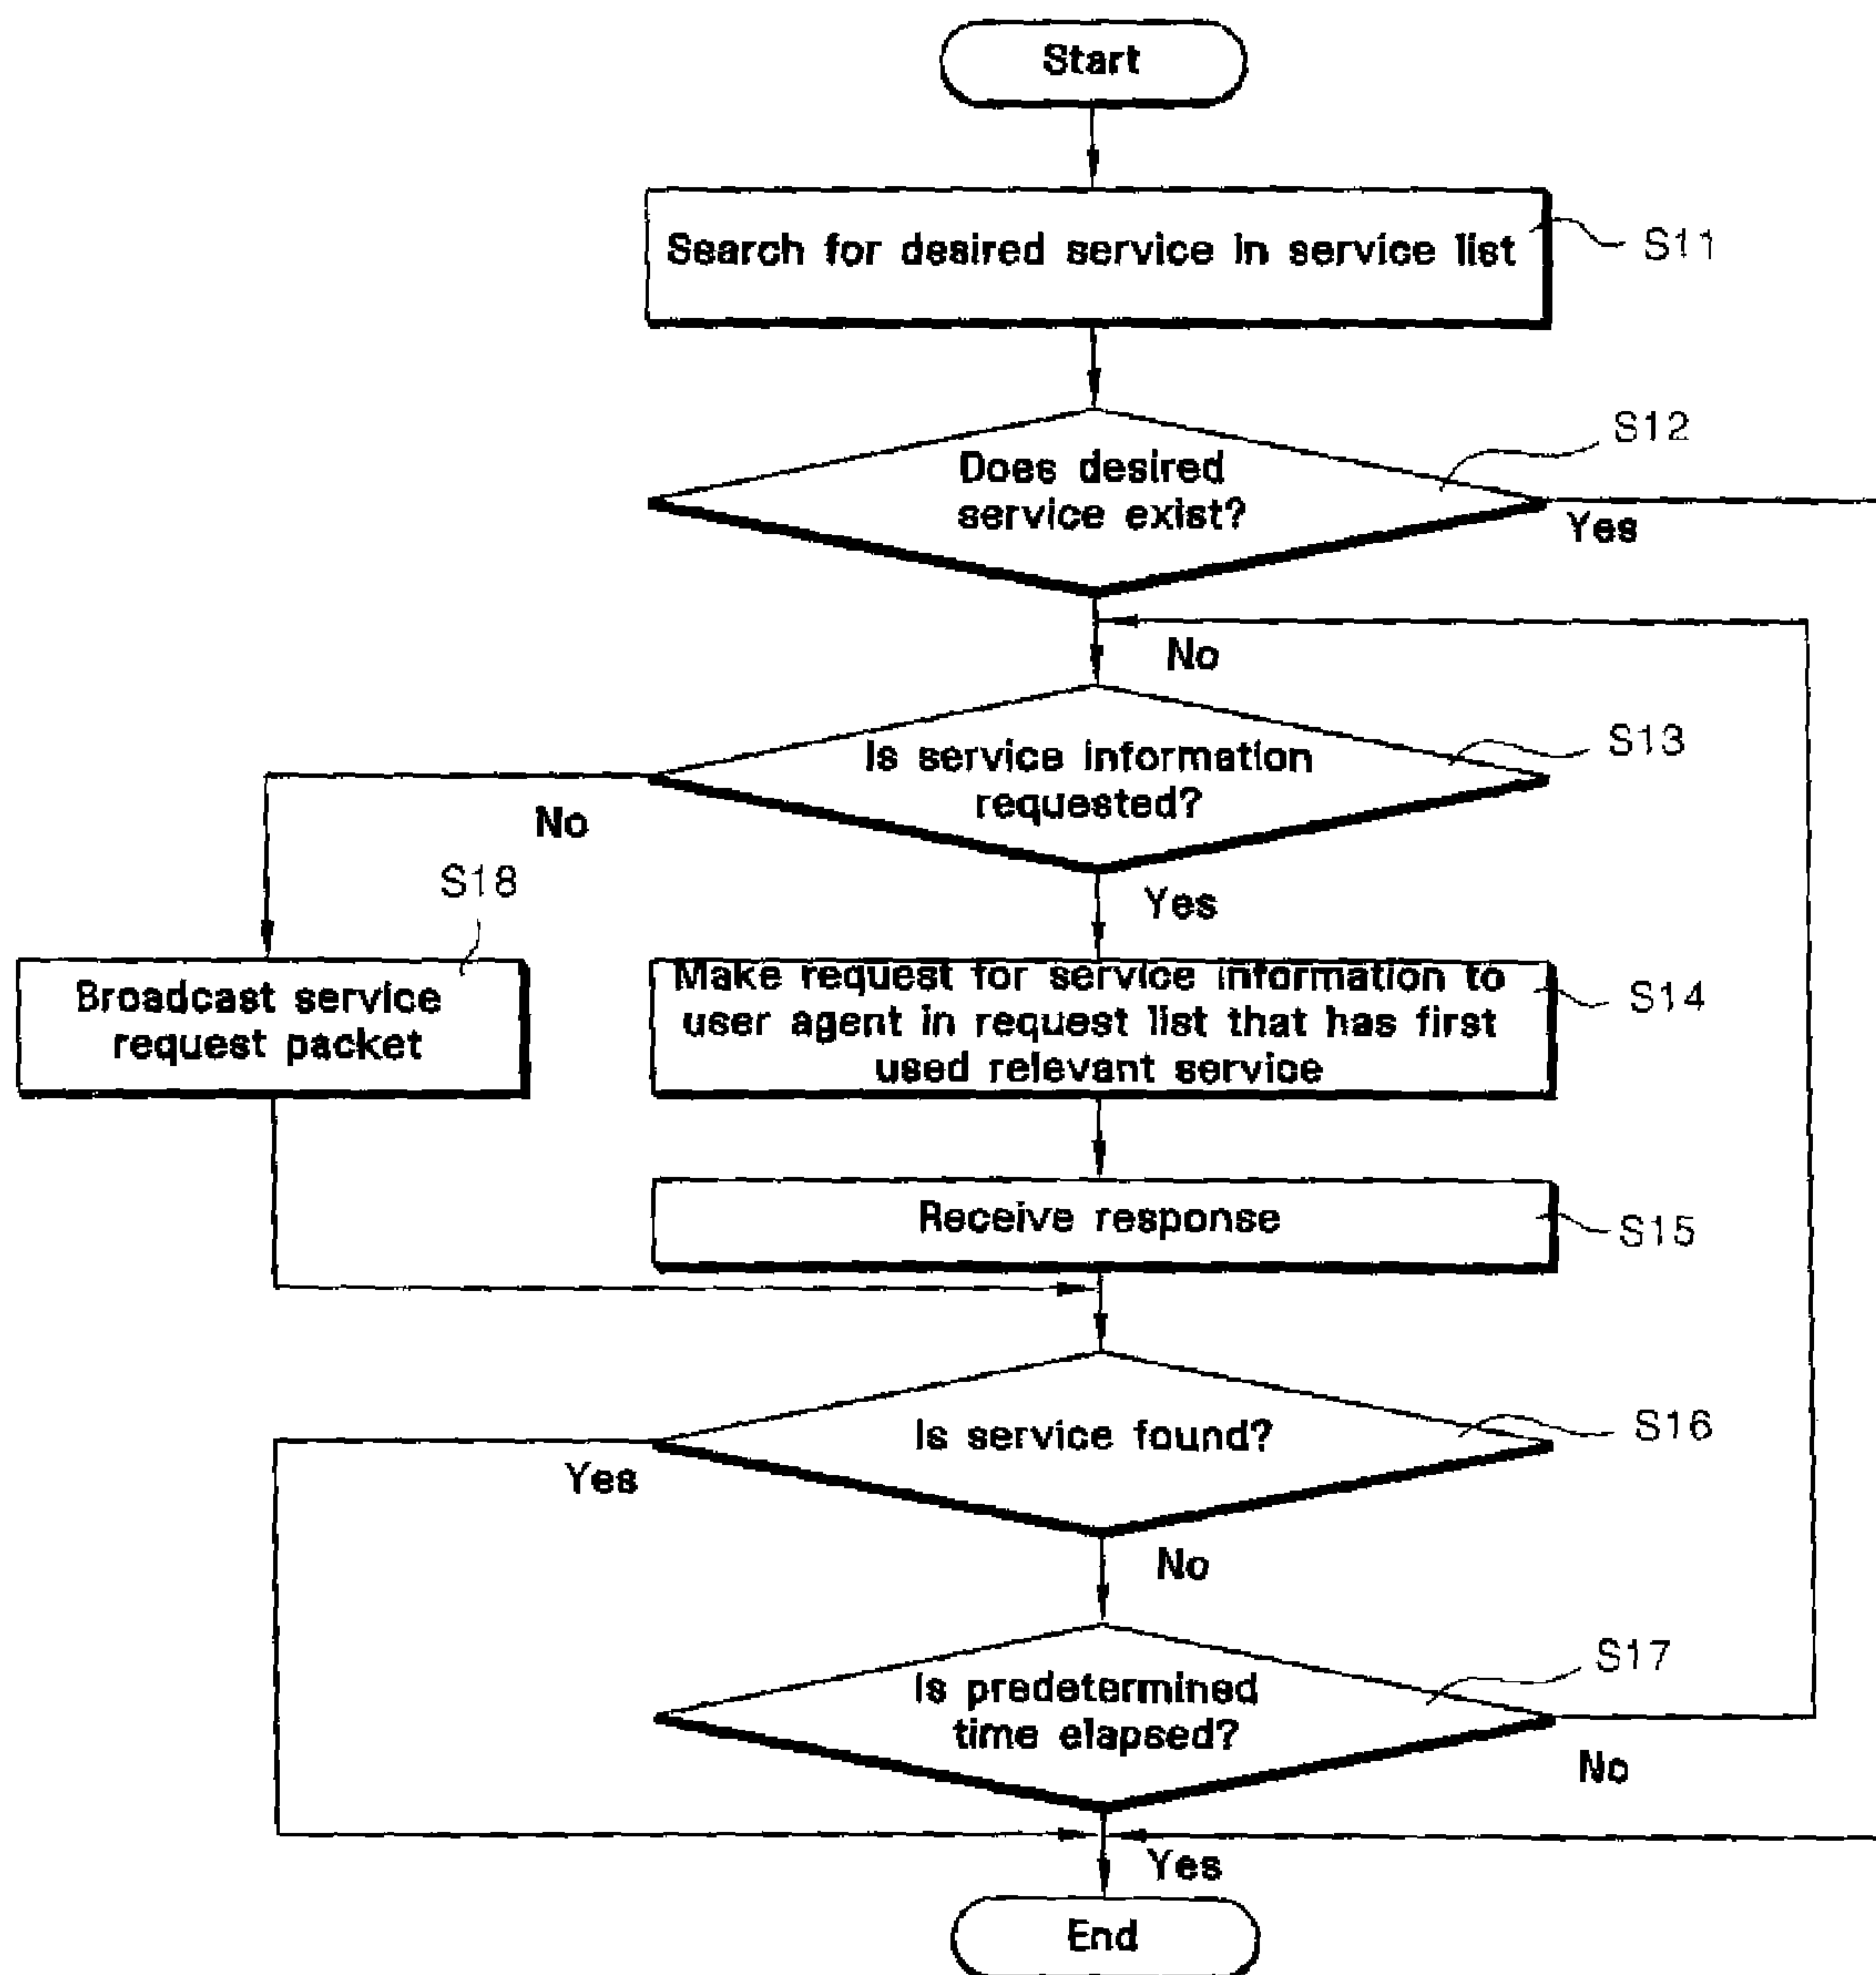 Start
Search for desired service in service list
S11
Does desired
service exist?
S12
Yes
No
Is service information
requested?
S13
No
Yes
S18
Broadcast service
request packet
Make request for service information to
user agent in request list that has first
used relevant service
S14
Receive response
S15
Is service found?
S16
Yes
No
Is predetermined
time elapsed?
S17
No
Yes
End